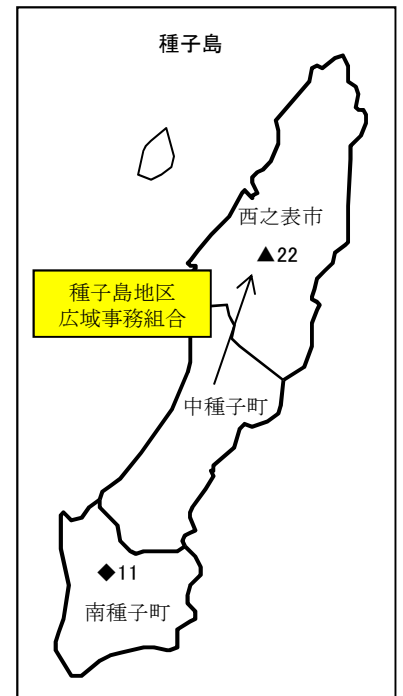 種子島
西之表市
▲22
種子島地区
広域事務組合
中種子町
◆11
南種子町